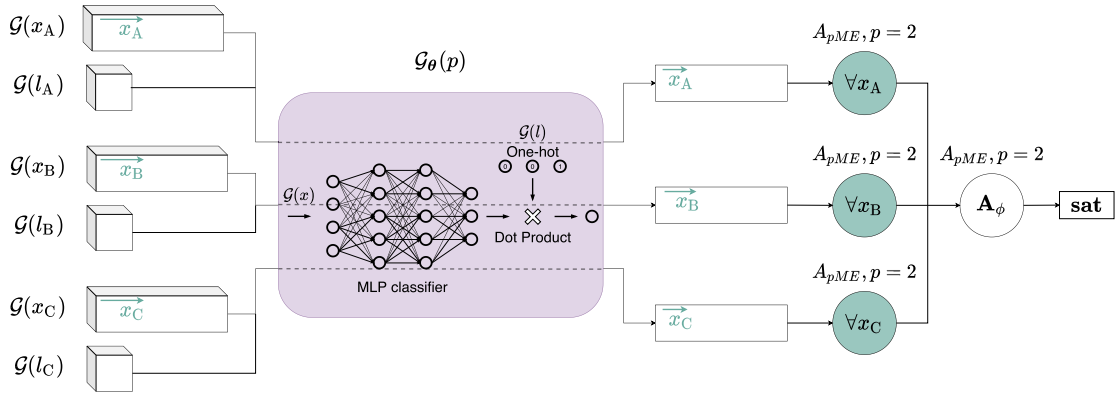 𝒢(x_A)
x_A
𝒢(l_A)
𝒢(x_B)
x_B
𝒢(l_B)
𝒢(x_C)
x_C
𝒢(l_C)
𝒢_θ(p)
𝒢(x)
MLP classifier
𝒢(l)
One-hot
0 0 1
Dot Product
x_A
x_B
x_C
A_pME, p = 2
∀x_A
A_pME, p = 2
∀x_B
A_pME, p = 2
∀x_C
A_pME, p = 2
A_ϕ
sat